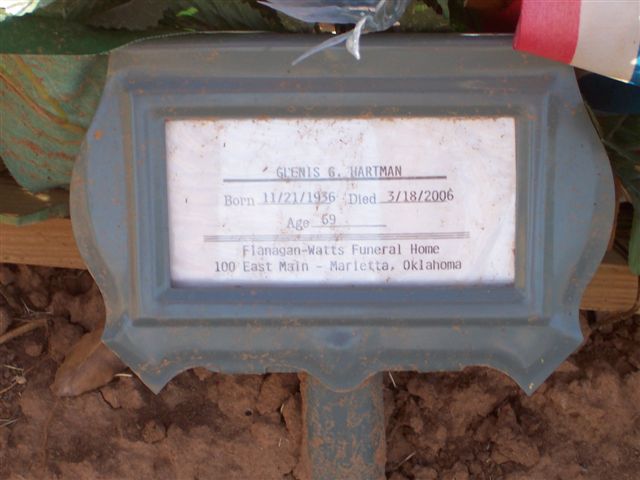 GLENIS G. HARTMAN
Born 11/21/1936 Died 3/18/2006
Age 69
Flanagan-Watts Funeral Home
100 East Main - Marietta, Oklahoma